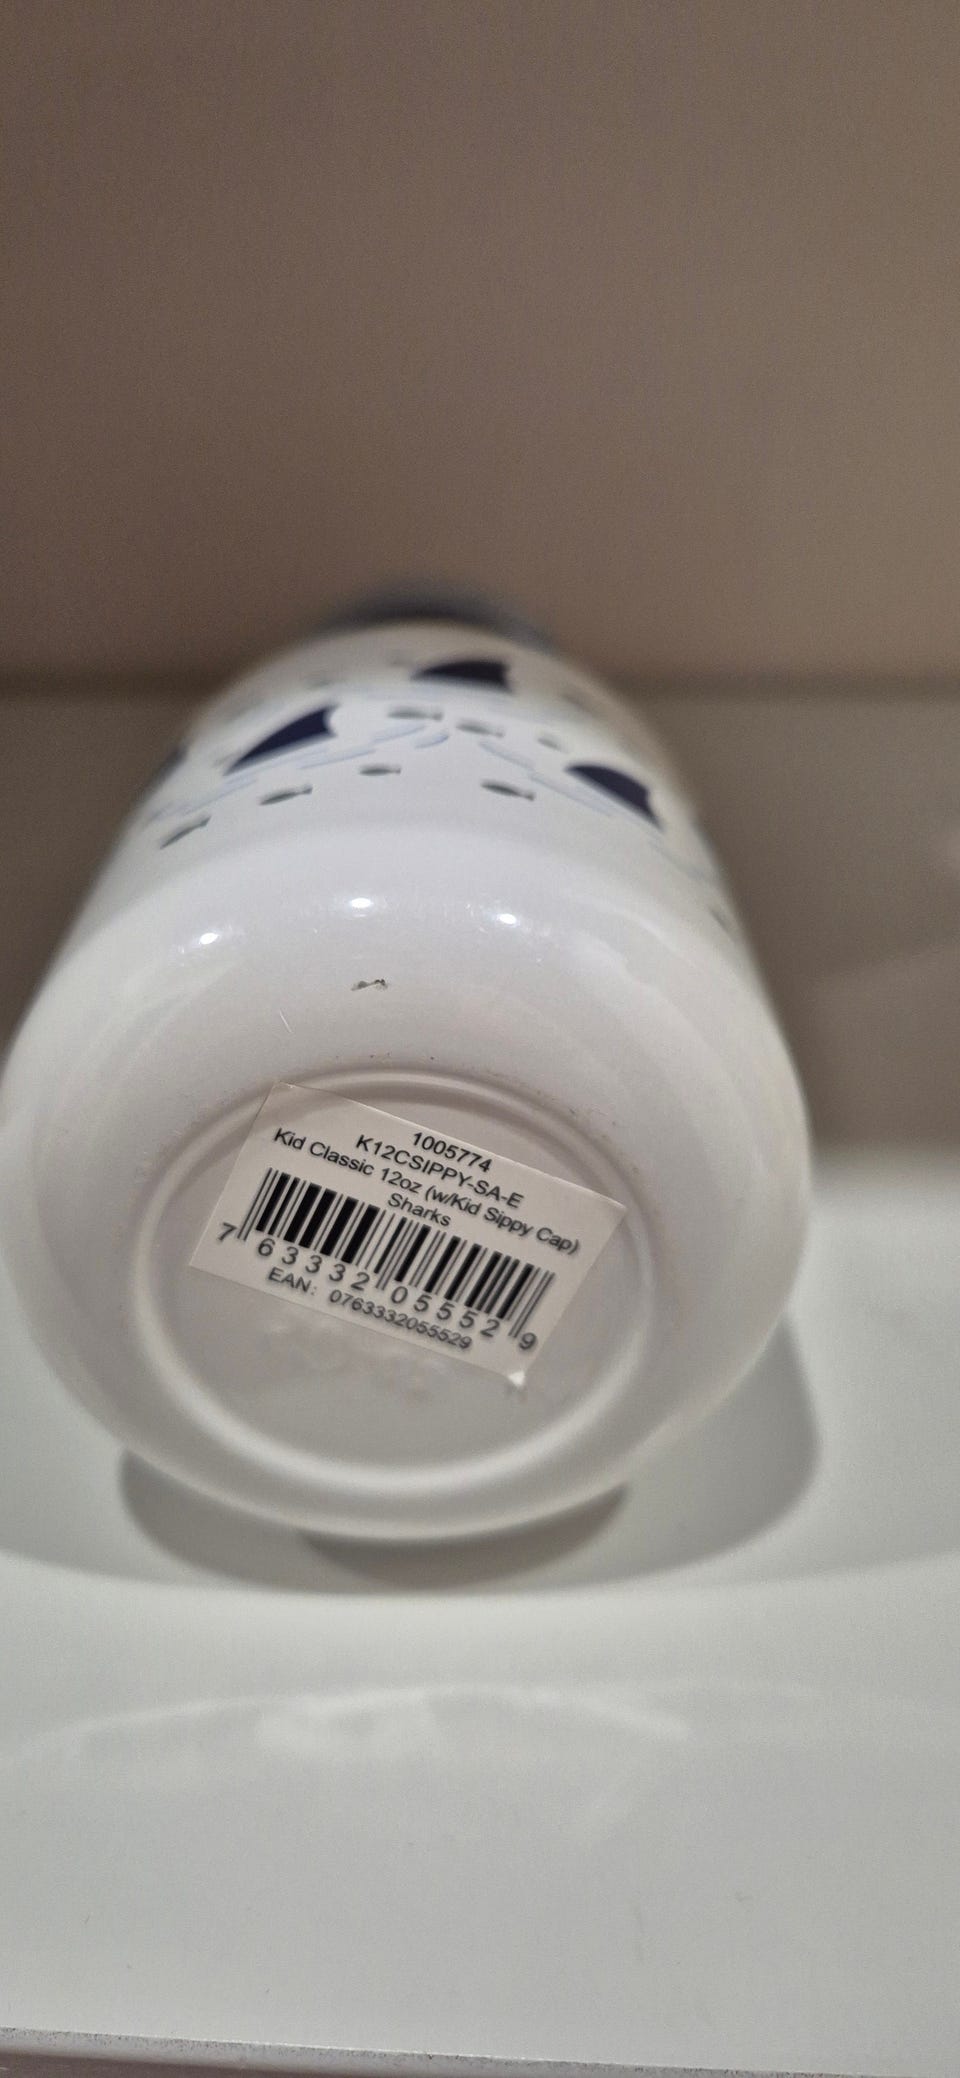 1005774
K12CSIPPY-SA-E
Kid Classic 12oz (w/Kid Sippy Cap)
Sharks
7 63332 05552 9
EAN: 0763332055529